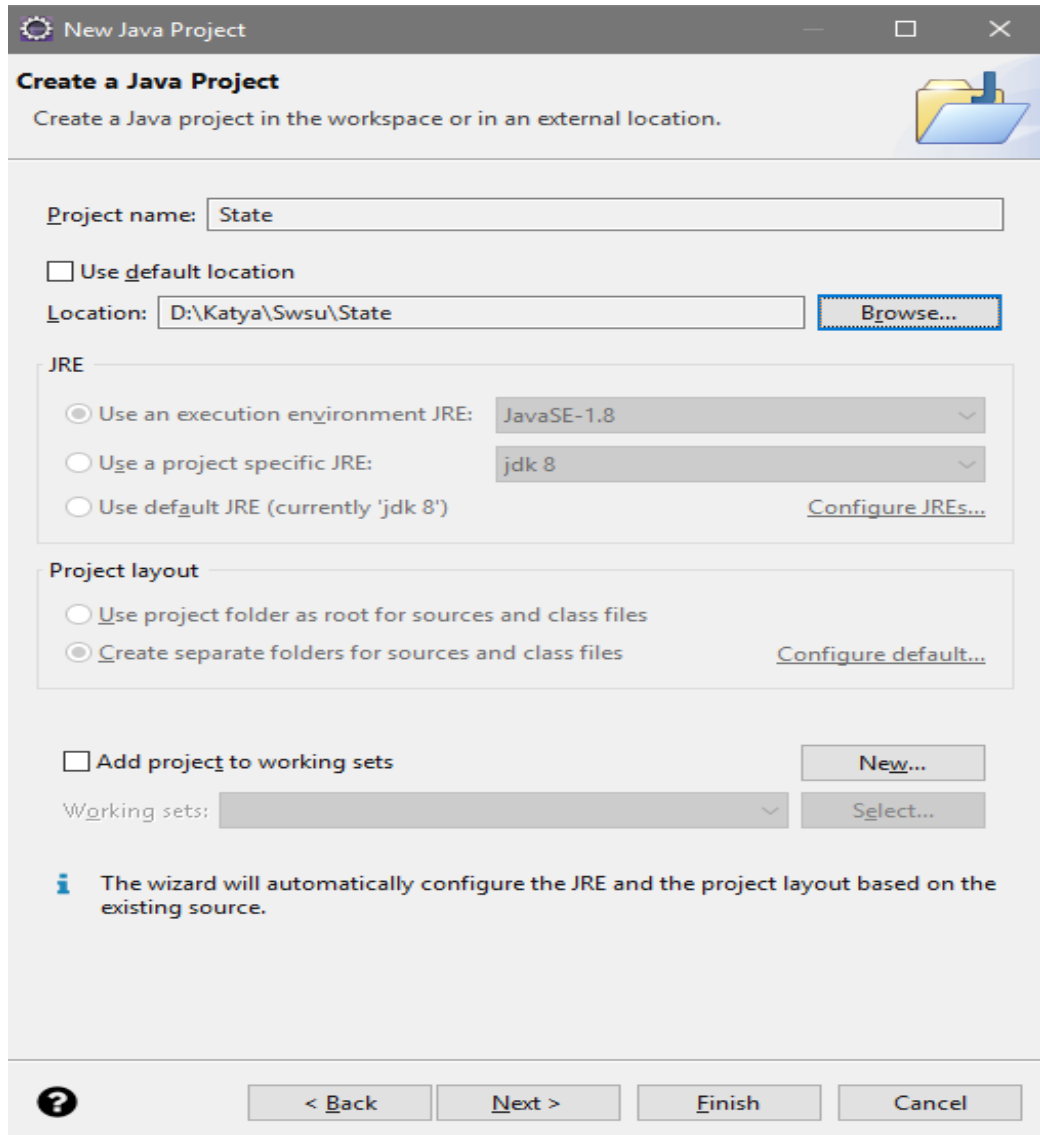 New Java Project
Create a Java Project
Create a Java project in the workspace or in an external location.
Project name: State
Use default location
Location: D:\Katya\Swsu\State Browse...
JRE
Use an execution environment JRE: JavaSE-1.8
Use a project specific JRE: jdk 8
Use default JRE (currently 'jdk 8') Configure JREs...
Project layout
Use project folder as root for sources and class files
Create separate folders for sources and class files Configure default...
Add project to working sets New...
Working sets: Select...
The wizard will automatically configure the JRE and the project layout based on the
existing source.
? < Back Next > Finish Cancel